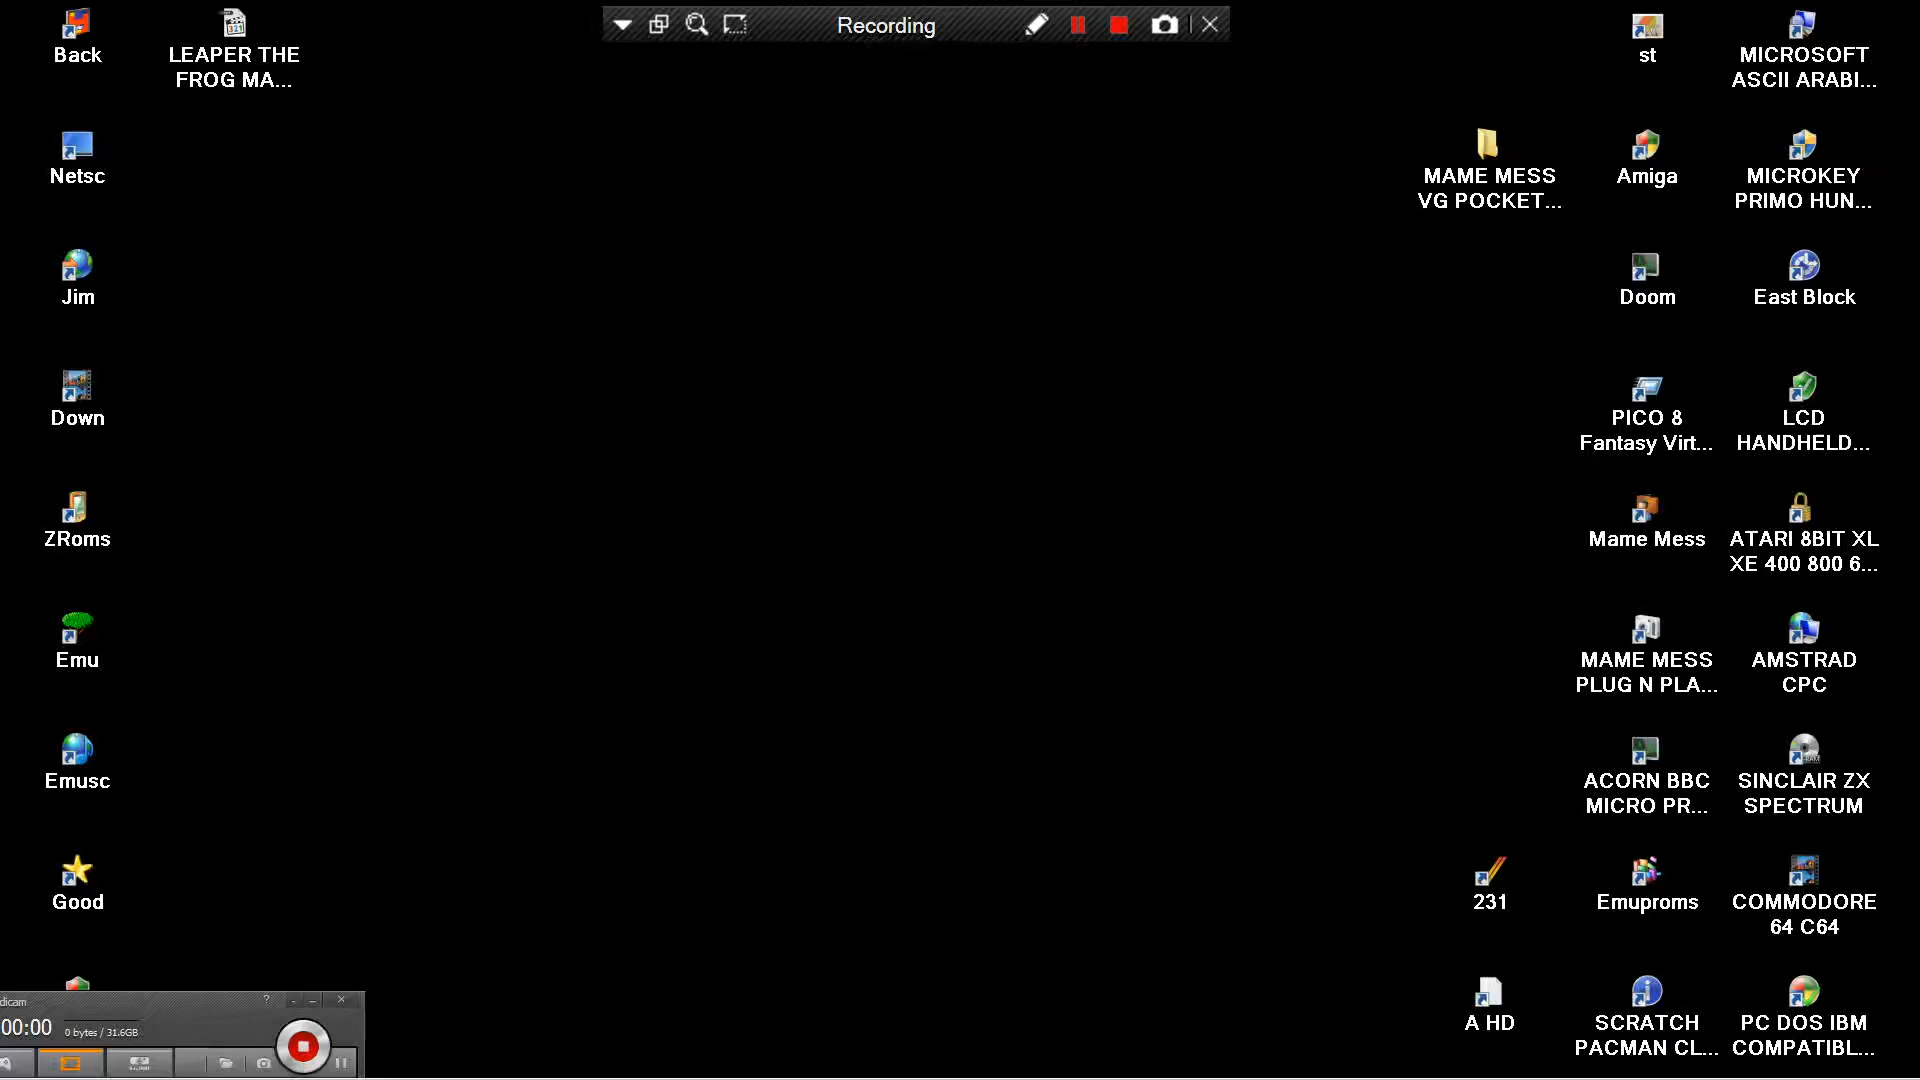 Recording
Back
LEAPER THE
FROG MA...
Netsc
Jim
Down
ZRoms
Emu
Emusc
Good
st
MICROSOFT
ASCII ARABI...
MAME MESS
VG POCKET...
Amiga
MICROKEY
PRIMO HUN...
Doom
East Block
PICO 8
Fantasy Virt...
LCD
HANDHELD...
Mame Mess
ATARI 8BIT XL
XE 400 800 6...
MAME MESS
PLUG N PLA...
AMSTRAD
CPC
ACORN BBC
MICRO PR...
SINCLAIR ZX
SPECTRUM
231
Emuproms
COMMODORE
64 C64
A HD
SCRATCH
PACMAN CL...
PC DOS IBM
COMPATIBL...
dicam
00:00
0 bytes / 31.6GB